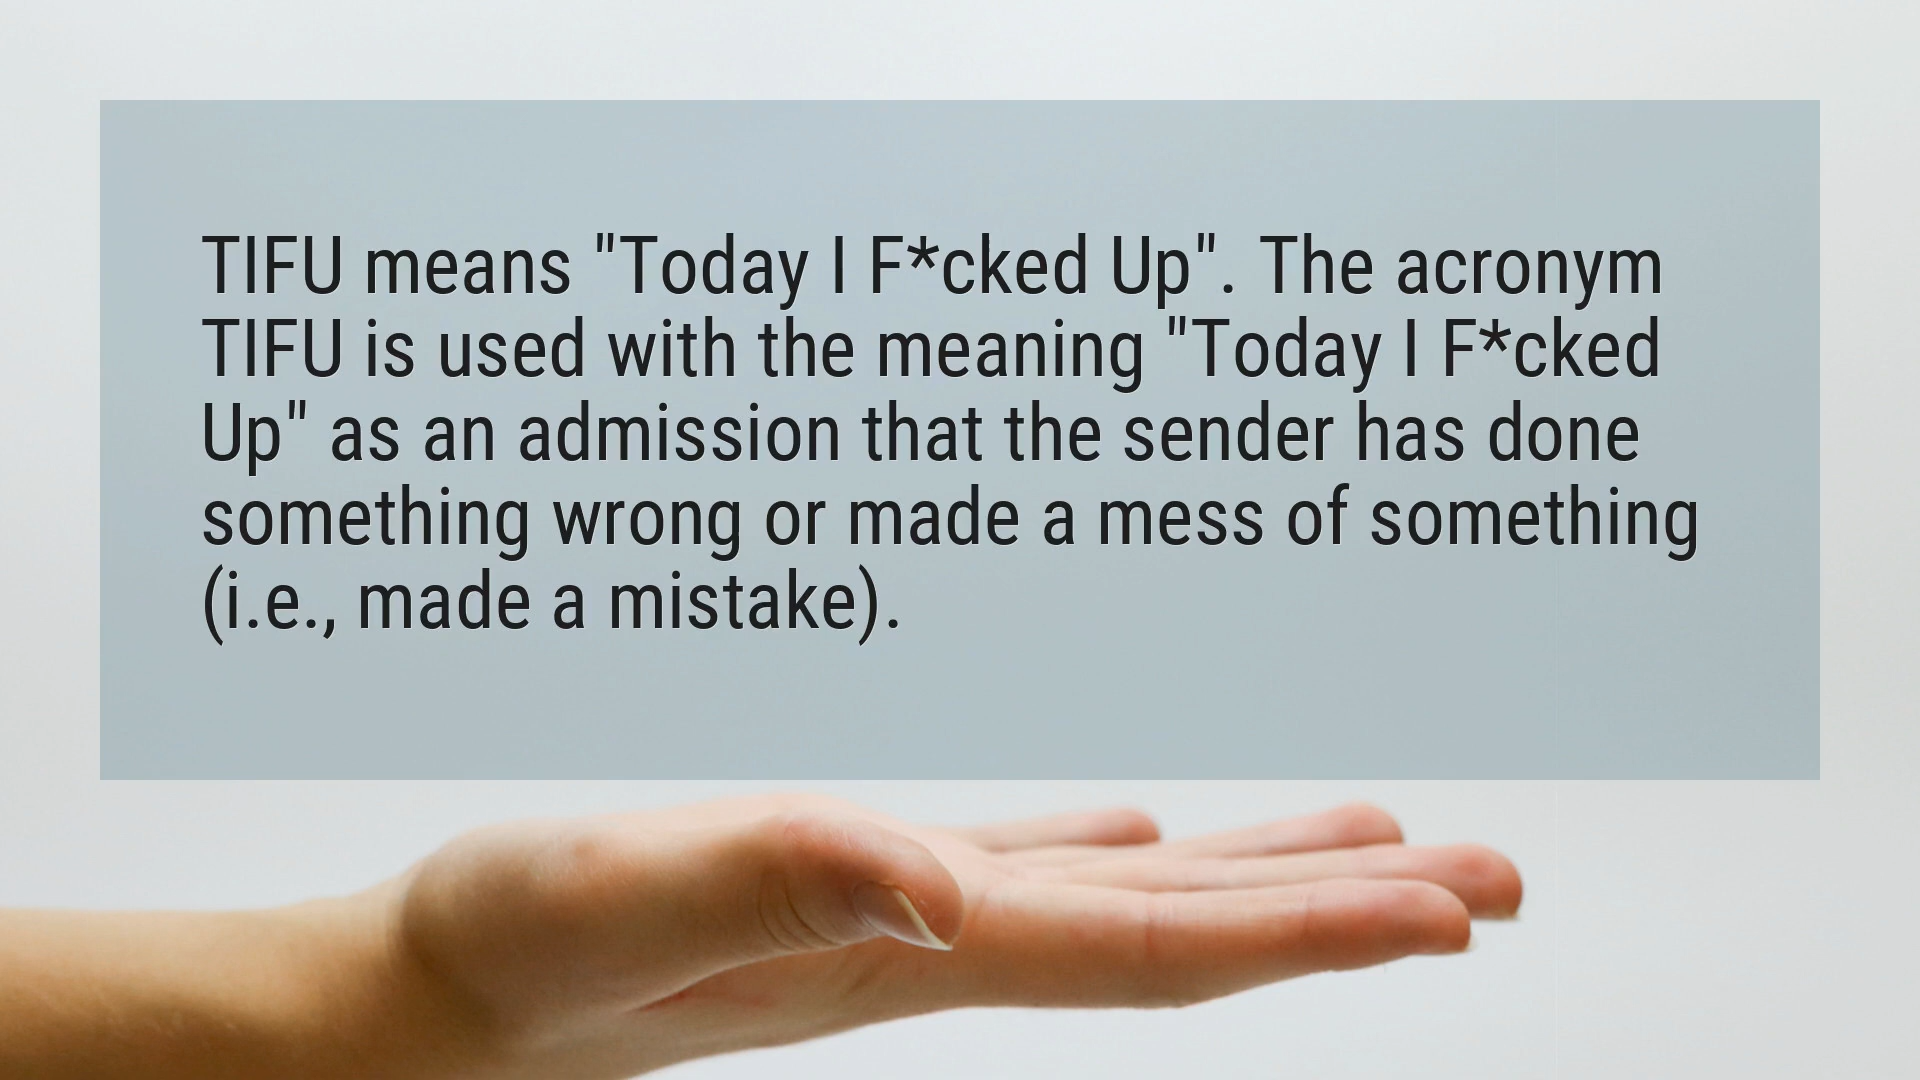 TIFU means "Today I F*cked Up". The acronym
TIFU is used with the meaning "Today I F*cked
Up" as an admission that the sender has done
something wrong or made a mess of something
(i.e., made a mistake).